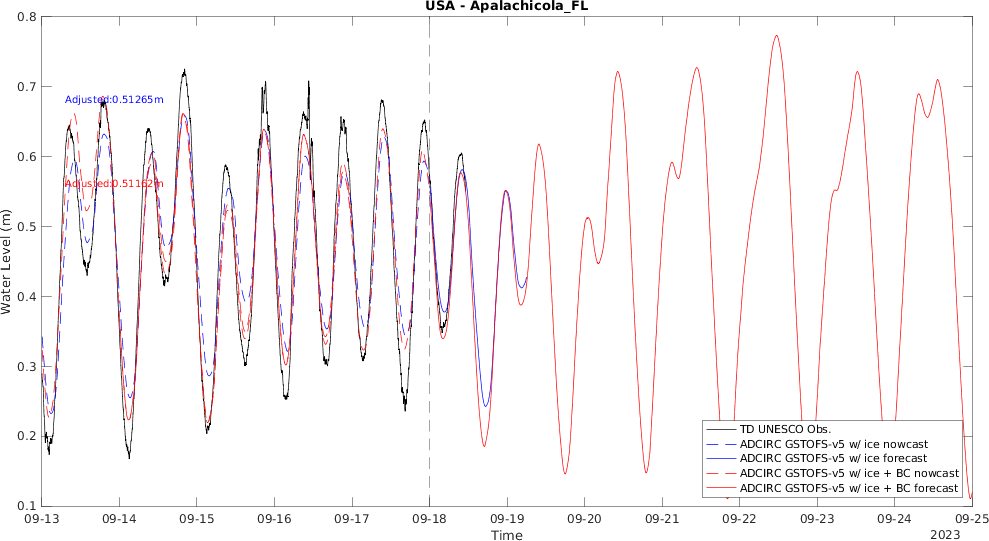 USA - Apalachicola_FL
0.8
0.7
0.6
0.5
0.4
0.3
0.2
0.1
Water Level (m)
Adjusted:0.51265m
Adjusted:0.51162m
TD UNESCO Obs.
ADCIRC GSTOFS-v5 w/ ice nowcast
ADCIRC GSTOFS-v5 w/ ice forecast
ADCIRC GSTOFS-v5 w/ ice + BC nowcast
ADCIRC GSTOFS-v5 w/ ice + BC forecast
09-13 09-14 09-15 09-16 09-17 09-18 09-19 09-20 09-21 09-22 09-23 09-24 09-25
Time
2023